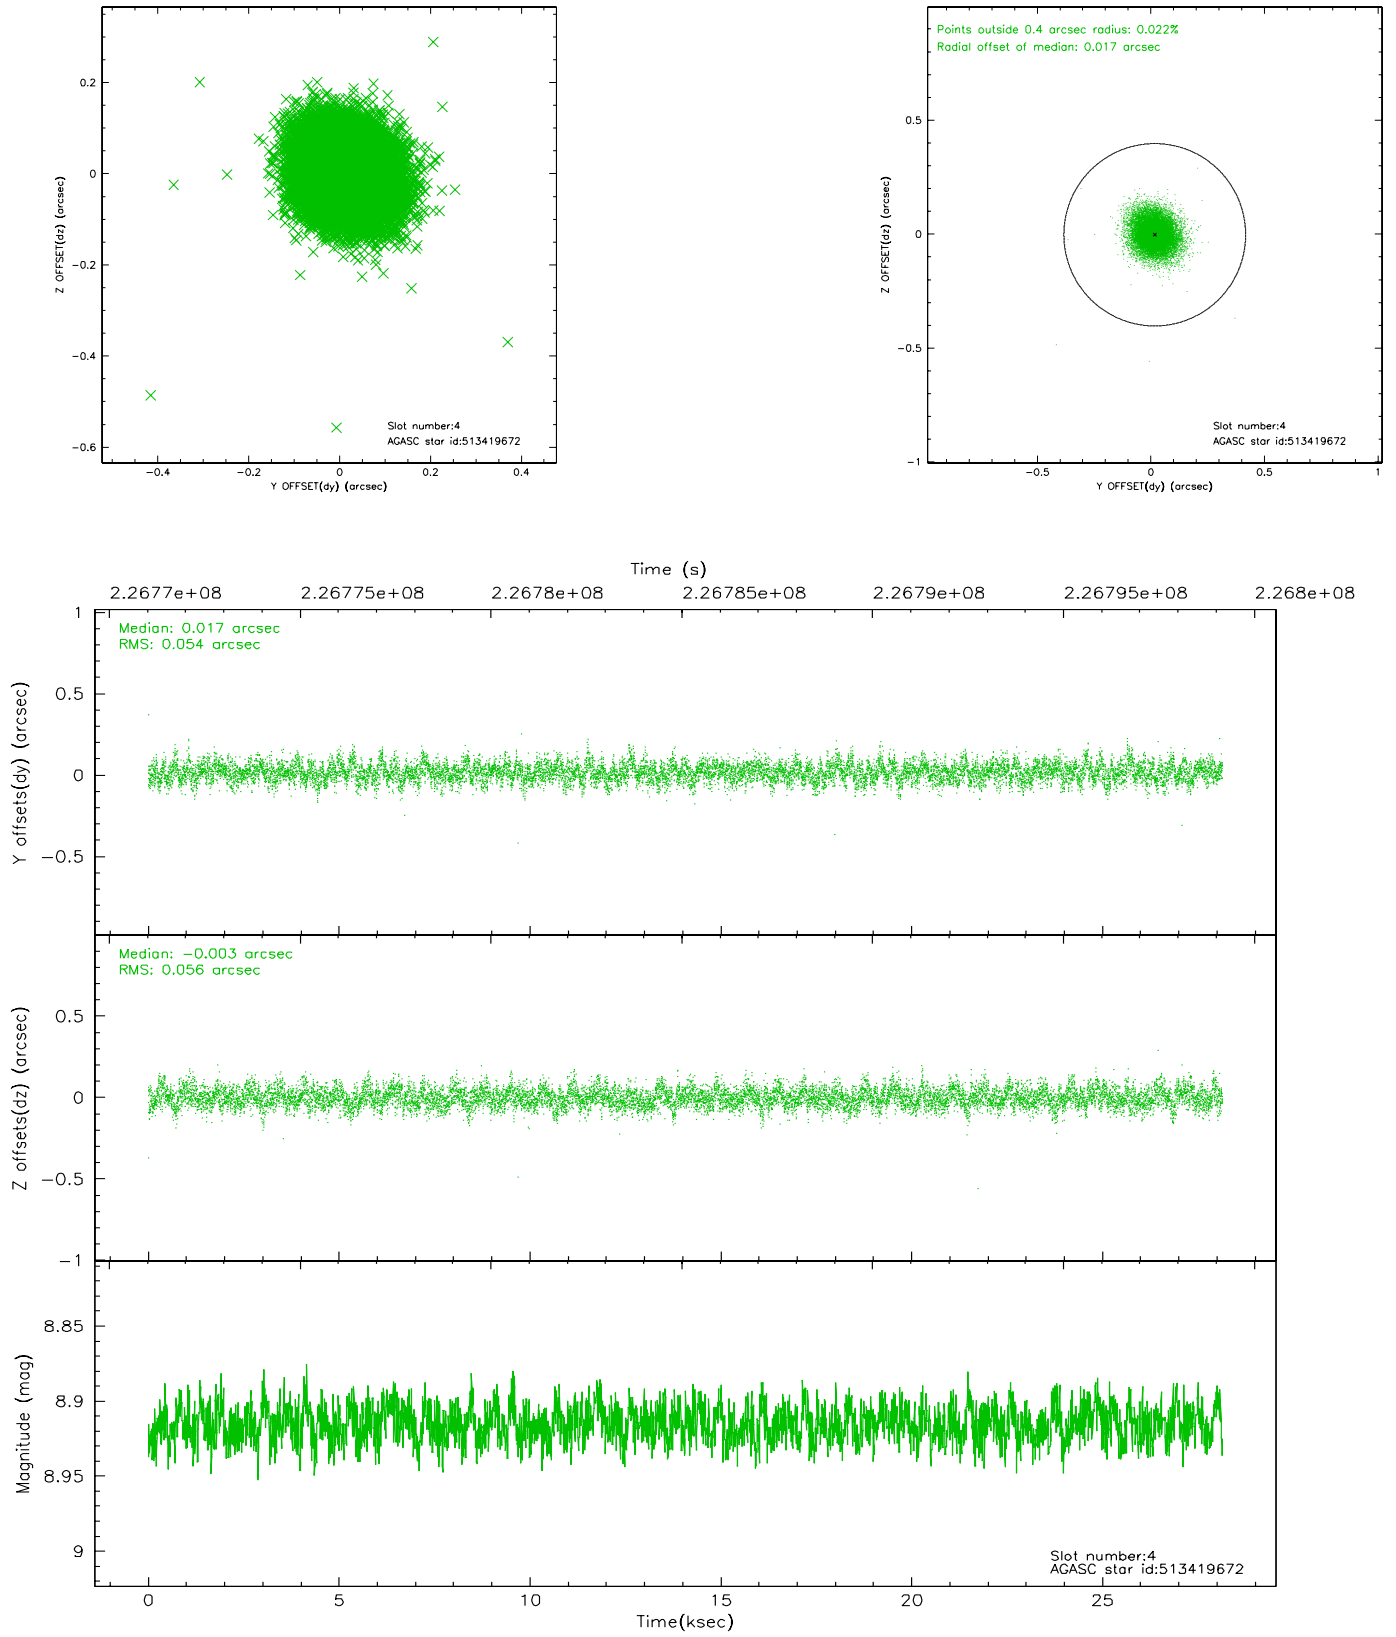 0.2
0
−0.2
−0.4
−0.6
Z OFFSET(dz) (arcsec)
Slot number:4
AGASC star id:513419672
−0.4 −0.2 0 0.2 0.4
Y OFFSET(dy) (arcsec)
Points outside 0.4 arcsec radius: 0.022%
Radial offset of median: 0.017 arcsec
0.5
0
−0.5
−1
Z OFFSET(dz) (arcsec)
Slot number:4
AGASC star id:513419672
−0.5 0 0.5 1
Y OFFSET(dy) (arcsec)
Time (s)
2.2677e+08 2.26775e+08 2.2678e+08 2.26785e+08 2.2679e+08 2.26795e+08 2.268e+08
Median: 0.017 arcsec
RMS: 0.054 arcsec
1
0.5
0
−0.5
Y offsets(dy) (arcsec)
Median: −0.003 arcsec
RMS: 0.056 arcsec
0.5
0
−0.5
−1
Z offsets(dz) (arcsec)
8.85
8.9
8.95
9
Magnitude (mag)
Slot number:4
AGASC star id:513419672
0 5 10 15 20 25
Time(ksec)